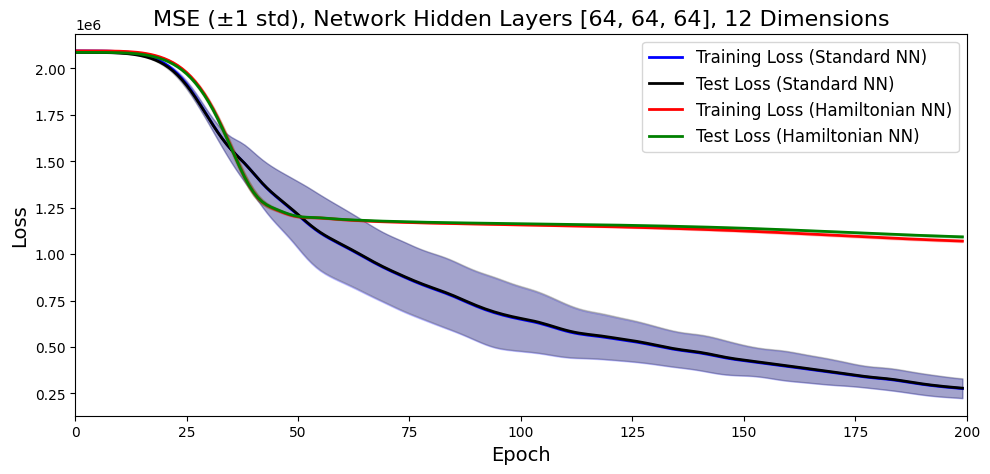 MSE (±1 std), Network Hidden Layers [64, 64, 64], 12 Dimensions
1e6
2.00
1.75
1.50
1.25
1.00
0.75
0.50
0.25
Loss
Training Loss (Standard NN)
Test Loss (Standard NN)
Training Loss (Hamiltonian NN)
Test Loss (Hamiltonian NN)
0 25 50 75 100 125 150 175 200
Epoch